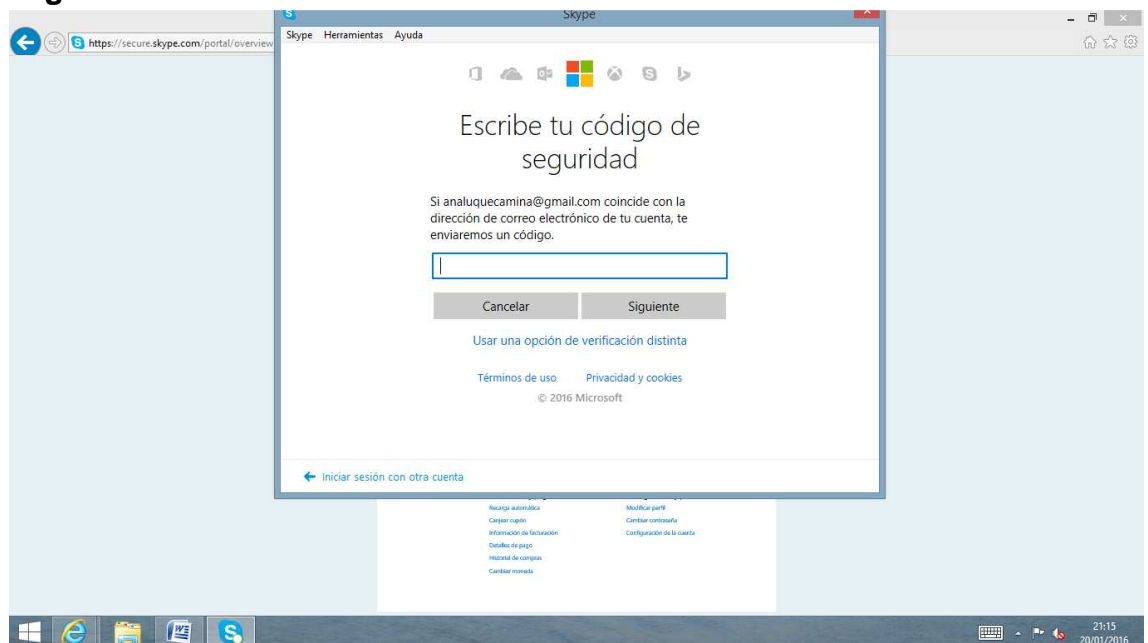 Skype
https://secure.skype.com/portal/overview
Skype Herramientas Ayuda
Escribe tu código de
seguridad
Si analuquecamina@gmail.com coincide con la
dirección de correo electrónico de tu cuenta, te
enviaremos un código.
Cancelar Siguiente
Usar una opción de verificación distinta
Términos de uso Privacidad y cookies
© 2016 Microsoft
Iniciar sesión con otra cuenta
Recarga automática Modificar perfil
Canjear cupón Cambiar contraseña
Información de facturación Configuración de la cuenta
Detalles de pago
Historial de compras
Cambiar moneda
21:15
20/01/2016